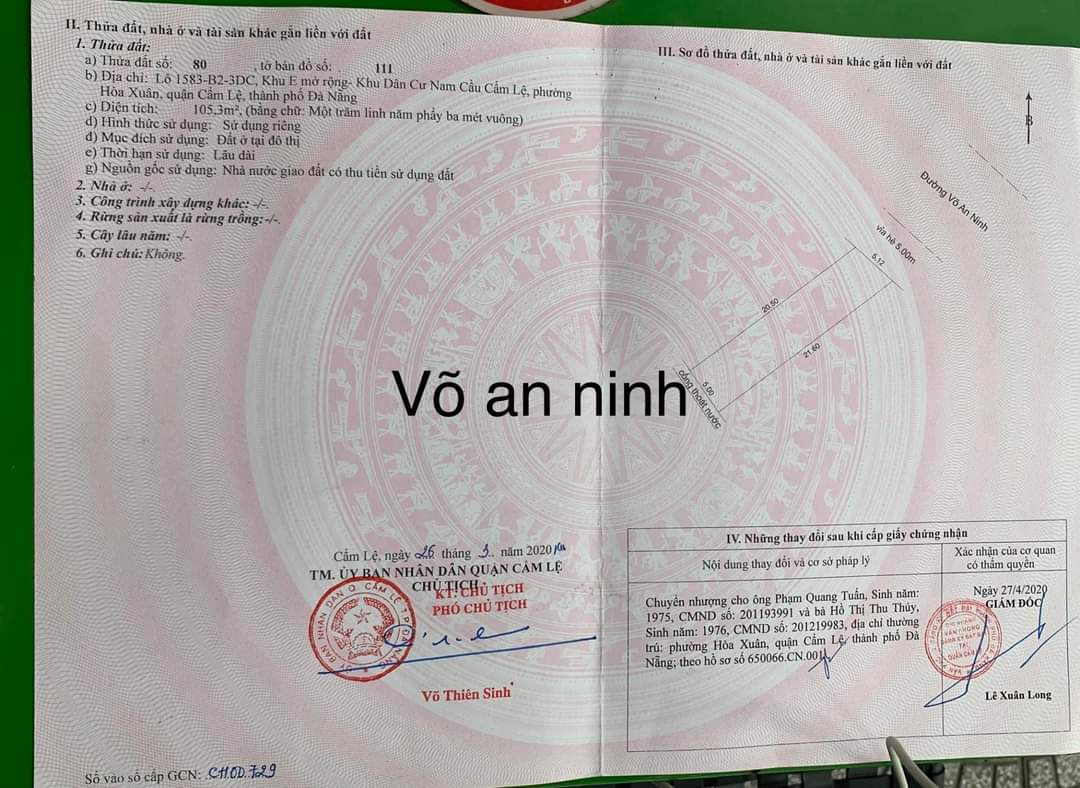 II. Thửa đất, nhà ở và tài sản khác gắn liền với đất
1. Thửa đất:
a) Thửa đất số: 80 , tờ bản đồ số: 111
b) Địa chỉ: Lô 1583-B2-3DC, Khu E mở rộng- Khu Dân Cư Nam Cầu Cẩm Lệ, phường
Hòa Xuân, quận Cẩm Lệ, thành phố Đà Nẵng
c) Diện tích: 105,3m², (bằng chữ: Một trăm linh năm phẩy ba mét vuông)
d) Hình thức sử dụng: Sử dụng riêng
đ) Mục đích sử dụng: Đất ở tại đô thị
e) Thời hạn sử dụng: Lâu dài
g) Nguồn gốc sử dụng: Nhà nước giao đất có thu tiền sử dụng đất
2. Nhà ở: -/-.
3. Công trình xây dựng khác: -/-.
4. Rừng sản xuất là rừng trồng: -/-.
5. Cây lâu năm: -/-.
6. Ghi chú: Không.
Cẩm Lệ, ngày 26 tháng 3.. năm 2020
TM. ỦY BAN NHÂN DÂN QUẬN CẨM LỆ
CHỦ TỊCH
KT. CHỦ TỊCH
PHÓ CHỦ TỊCH
Võ Thiên Sinh
Số vào sổ cấp GCN: CH0D.729
III. Sơ đồ thửa đất, nhà ở và tài sản khác gắn liền với đất
B
Đường Võ An Ninh
vỉa hè 5.00m
5.12
20.50
21.60
5.00
cống thoát nước
Võ an ninh
IV. Những thay đổi sau khi cấp giấy chứng nhận
Nội dung thay đổi và cơ sở pháp lý
Xác nhận của cơ quan
có thẩm quyền
Chuyển nhượng cho ông Phạm Quang Tuấn, Sinh năm:
1975, CMND số: 201193991 và bà Hồ Thị Thu Thủy,
Sinh năm: 1976, CMND số: 201219983, địa chỉ thường
trú: phường Hòa Xuân, quận Cẩm Lệ, thành phố Đà
Nẵng; theo hồ sơ số 650066.CN.001
Ngày 27/4/2020
GIÁM ĐỐC
Lê Xuân Long